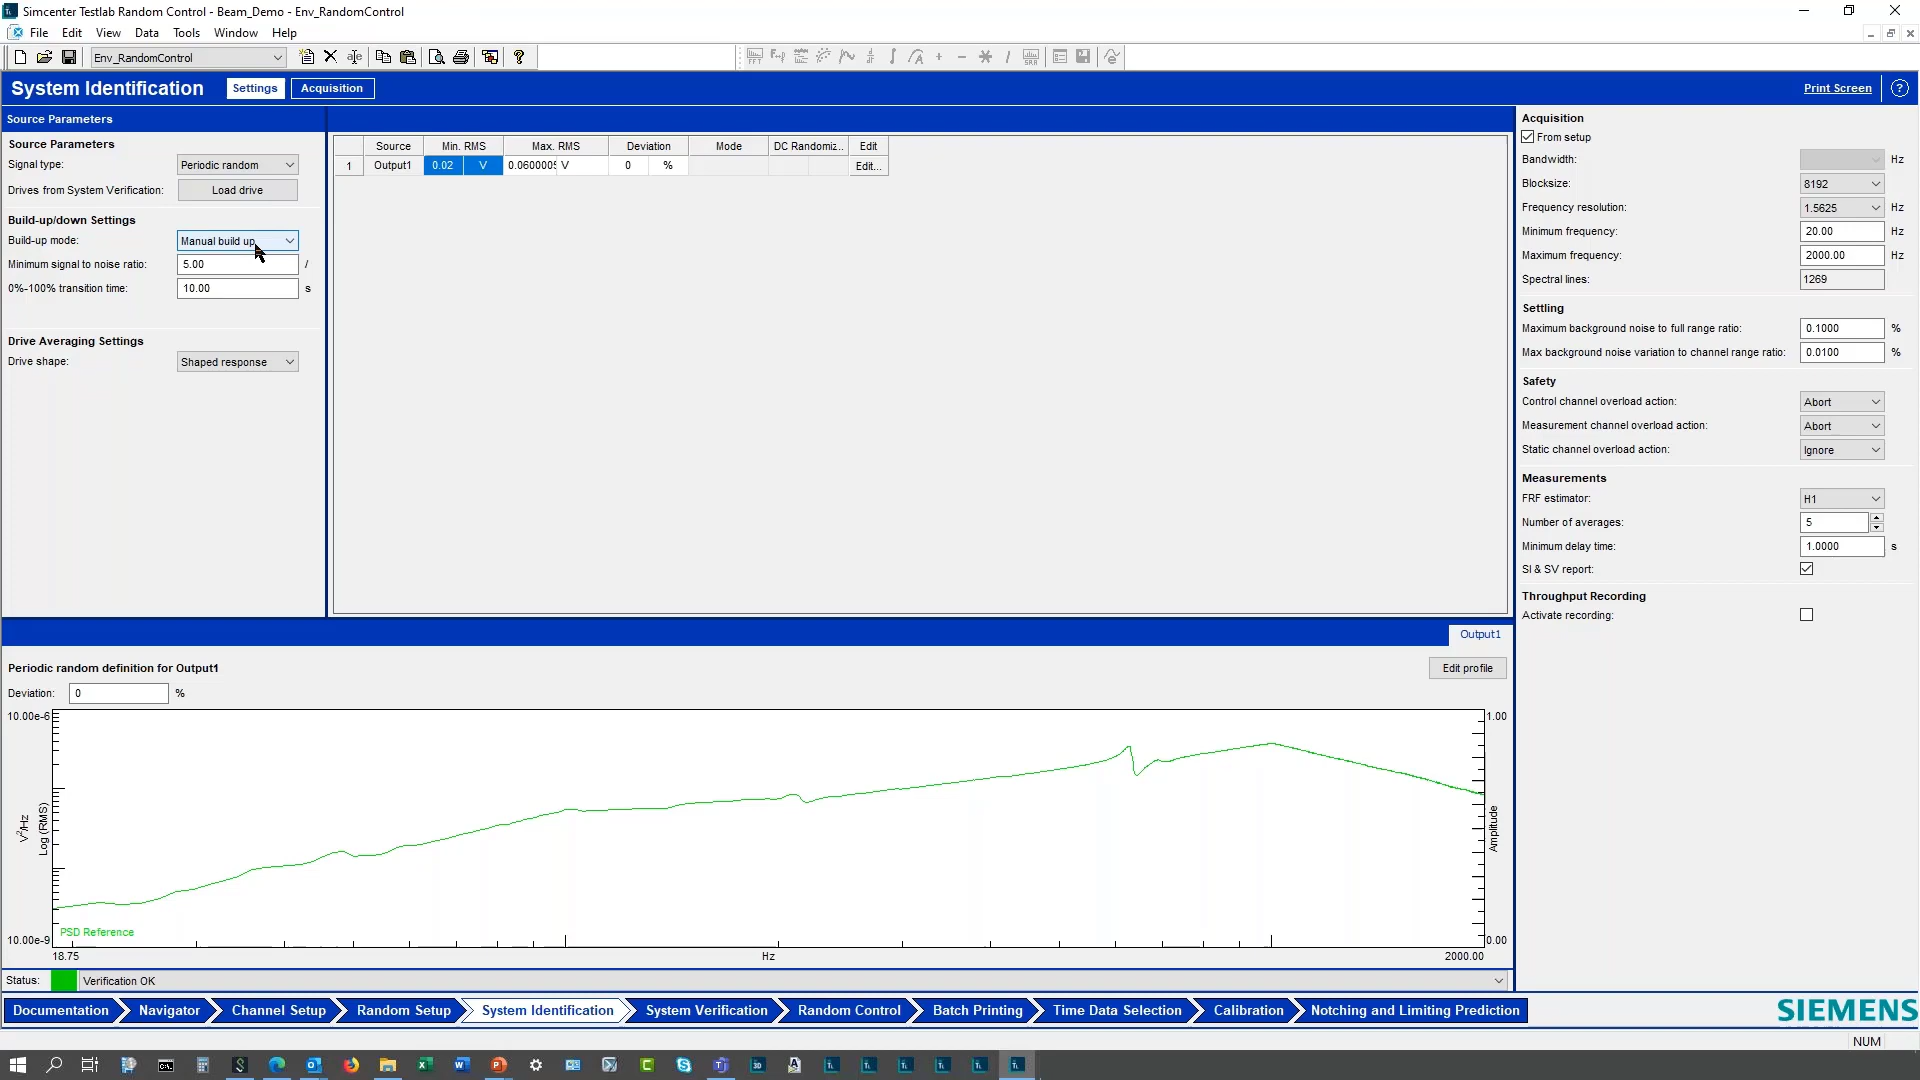 Simcenter Testlab Random Control - Beam_Demo - Env_RandomControl
File Edit View Data Tools Window Help
Env_RandomControl
System Identification Settings Acquisition Print Screen
Source Parameters
Source Parameters
Signal type: Periodic random
Drives from System Verification: Load drive
Build-up/down Settings
Build-up mode: Manual build up
Minimum signal to noise ratio: 5.00 /
0%-100% transition time: 10.00 s
Drive Averaging Settings
Drive shape: Shaped response
Source Min. RMS Max. RMS Deviation Mode DC Randomiz.. Edit
1 Output1 0.02 V 0.060000 V 0 % Edit...
Acquisition
From setup
Bandwidth: Hz
Blocksize: 8192
Frequency resolution: 1.5625 Hz
Minimum frequency: 20.00 Hz
Maximum frequency: 2000.00 Hz
Spectral lines: 1269
Settling
Maximum background noise to full range ratio: 0.1000 %
Max background noise variation to channel range ratio: 0.0100 %
Safety
Control channel overload action: Abort
Measurement channel overload action: Abort
Static channel overload action: Ignore
Measurements
FRF estimator: H1
Number of averages: 5
Minimum delay time: 1.0000 s
SI & SV report:
Throughput Recording
Activate recording:
Output1
Periodic random definition for Output1 Edit profile
Deviation: 0 %
10.00e-6 1.00
V²/Hz
Log (RMS)
Amplitude
PSD Reference
10.00e-9 0.00
18.75 Hz 2000.00
Status: Verification OK
Documentation Navigator Channel Setup Random Setup System Identification System Verification Random Control Batch Printing Time Data Selection Calibration Notching and Limiting Prediction SIEMENS
NUM